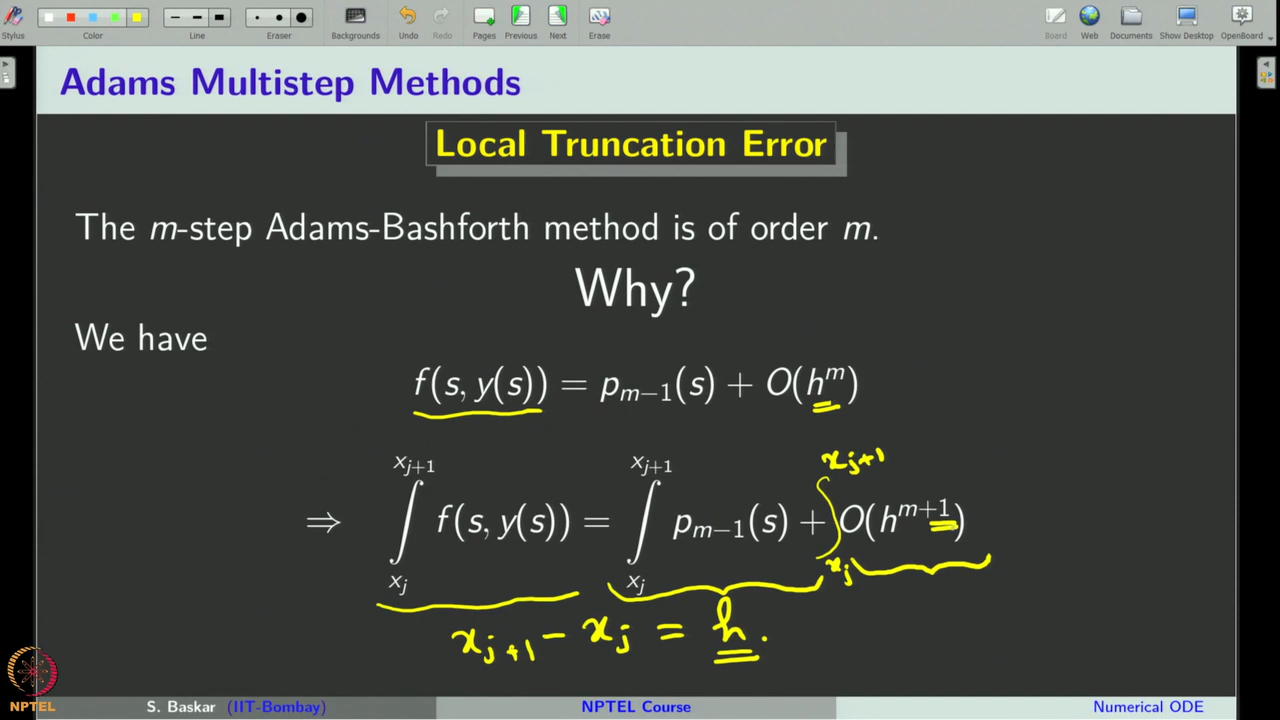 Stylus Color Line Eraser Backgrounds Undo Redo Pages Previous Next Erase Board Web Documents Show Desktop OpenBoard
Adams Multistep Methods
Local Truncation Error
The m-step Adams-Bashforth method is of order m.
Why?
We have
f(s, y(s)) = p_{m−1}(s) + O(h^m)
⇒ ∫_{x_j}^{x_{j+1}} f(s, y(s)) = ∫_{x_j}^{x_{j+1}} p_{m−1}(s) + ∫_{x_j}^{x_{j+1}} O(h^{m+1})
x_{j+1} − x_j = h.
NPTEL
S. Baskar (IIT-Bombay) NPTEL Course Numerical ODE